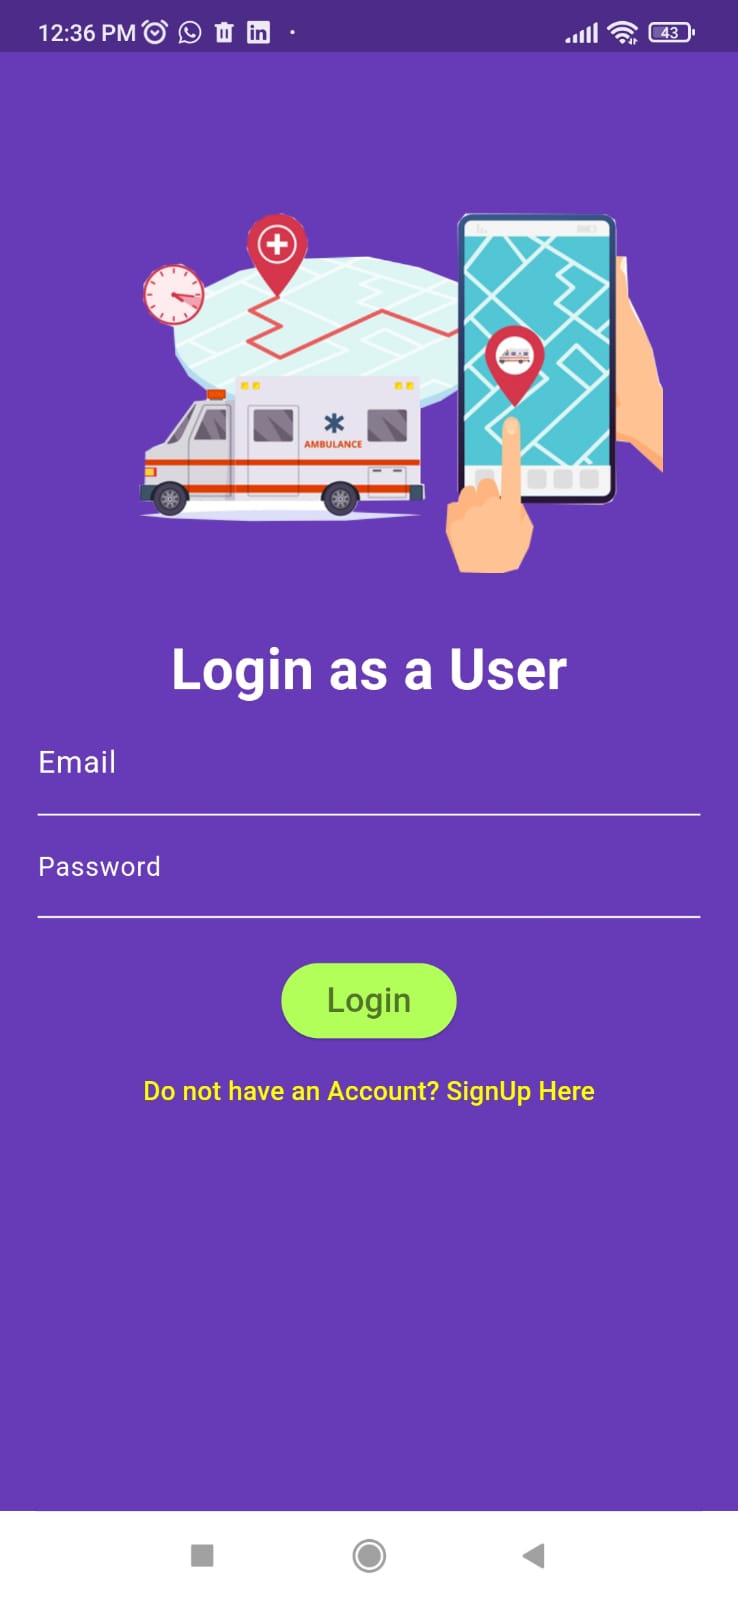 12:36 PM
43
AMBULANCE
Login as a User
Email
Password
Login
Do not have an Account? SignUp Here